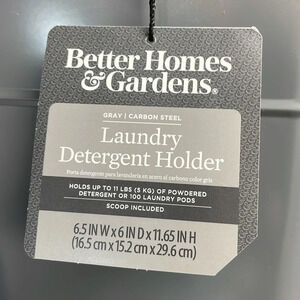 Better Homes
&Gardens®
GRAY | CARBON STEEL
Laundry
Detergent Holder
Porta detergente para lavandería en acero al carbono color gris
HOLDS UP TO 11 LBS (5 KG) OF POWDERED
DETERGENT OR 100 LAUNDRY PODS
SCOOP INCLUDED
6.5 IN W x 6 IN D x 11.65 IN H
(16.5 cm x 15.2 cm x 29.6 cm)